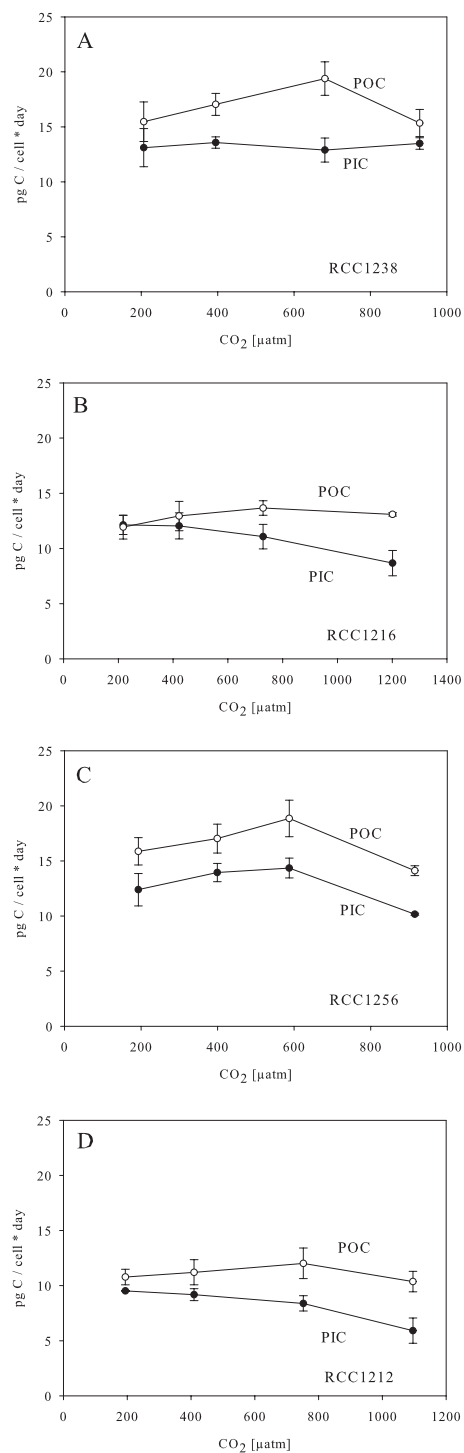 25
A
20
POC
15
PIC
10
5
RCC1238
0
0 200 400 600 800 1000
pg C / cell * day
CO2 [µatm]
25
B
20
POC
15
10
PIC
5
RCC1216
0
0 200 400 600 800 1000 1200 1400
pg C / cell * day
CO2 [µatm]
25
C
20
POC
15
PIC
10
5
RCC1256
0
0 200 400 600 800 1000
pg C / cell * day
CO2 [µatm]
25
D
20
15
POC
10
PIC
5
RCC1212
0
0 200 400 600 800 1000 1200
pg C / cell * day
CO2 [µatm]